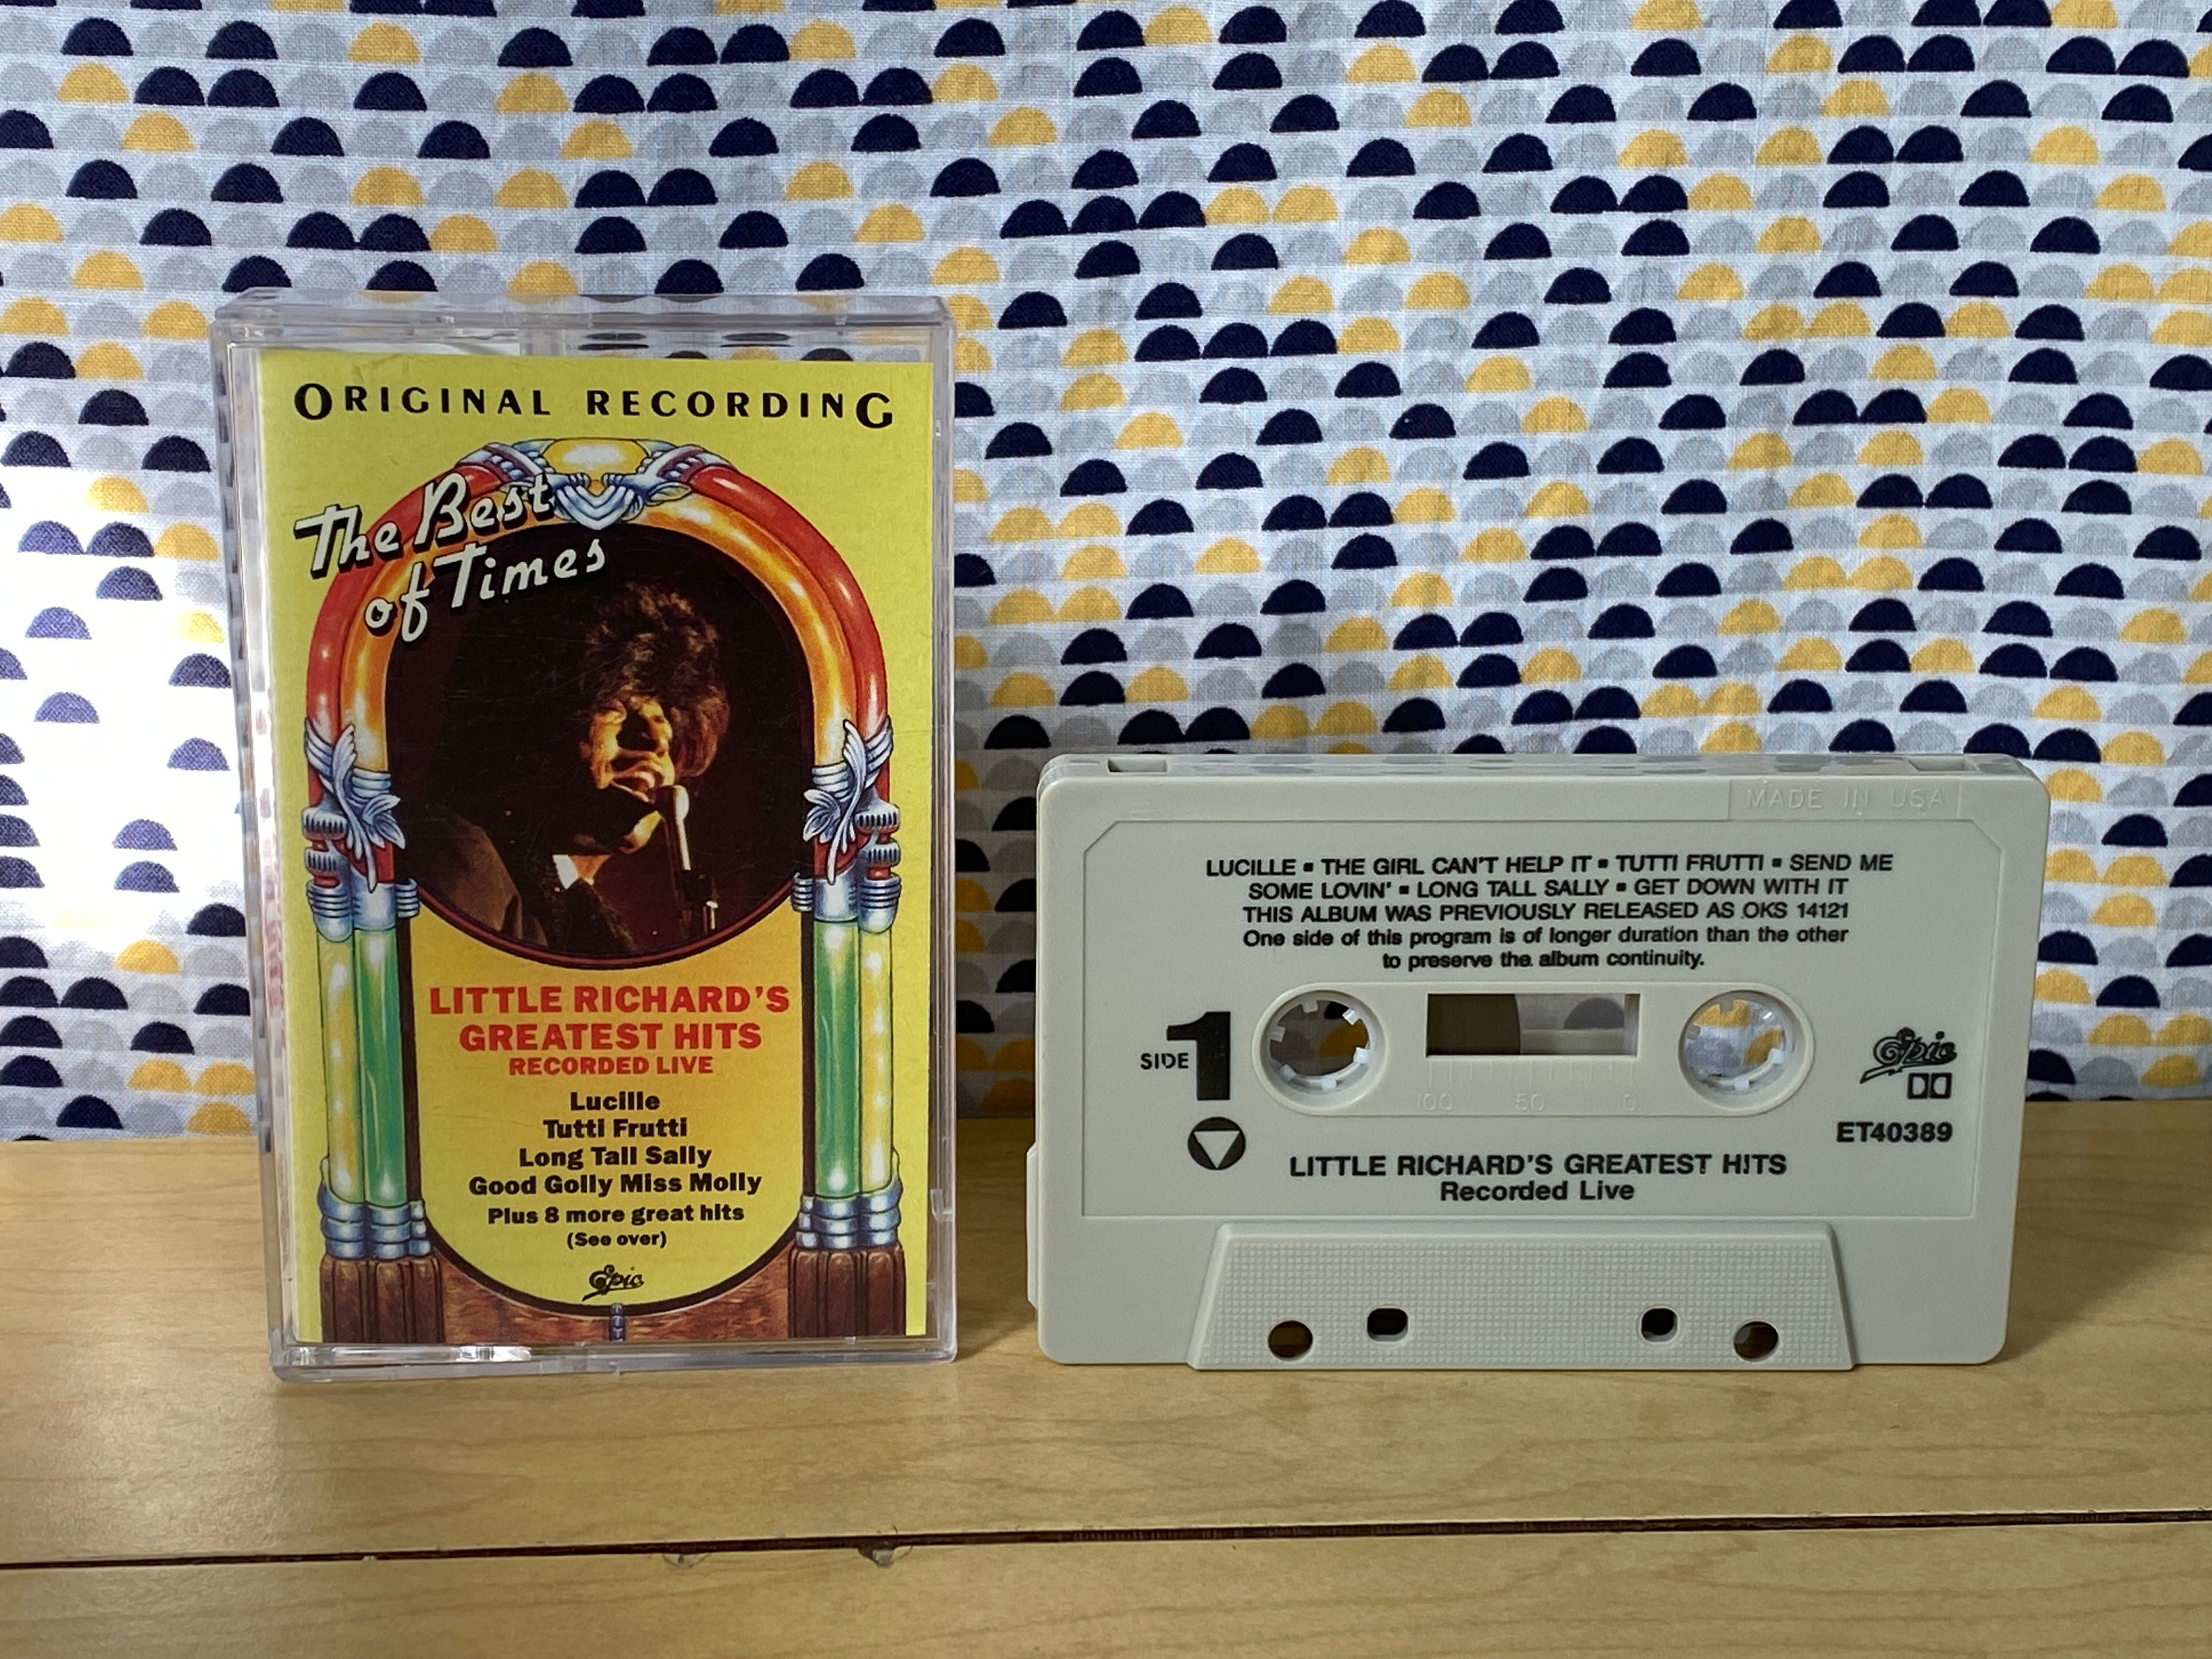 ORIGINAL RECORDING
The Best
of Times
LITTLE RICHARD'S
GREATEST HITS
RECORDED LIVE
Lucille
Tutti Frutti
Long Tall Sally
Good Golly Miss Molly
Plus 8 more great hits
(See over)
Epic
MADE IN USA
LUCILLE ▪ THE GIRL CAN'T HELP IT ▪ TUTTI FRUTTI ▪ SEND ME
SOME LOVIN' ▪ LONG TALL SALLY ▪ GET DOWN WITH IT
THIS ALBUM WAS PREVIOUSLY RELEASED AS OKS 14121
One side of this program is of longer duration than the other
to preserve the album continuity.
SIDE 1
Epic
100 50 0
ET40389
LITTLE RICHARD'S GREATEST HITS
Recorded Live